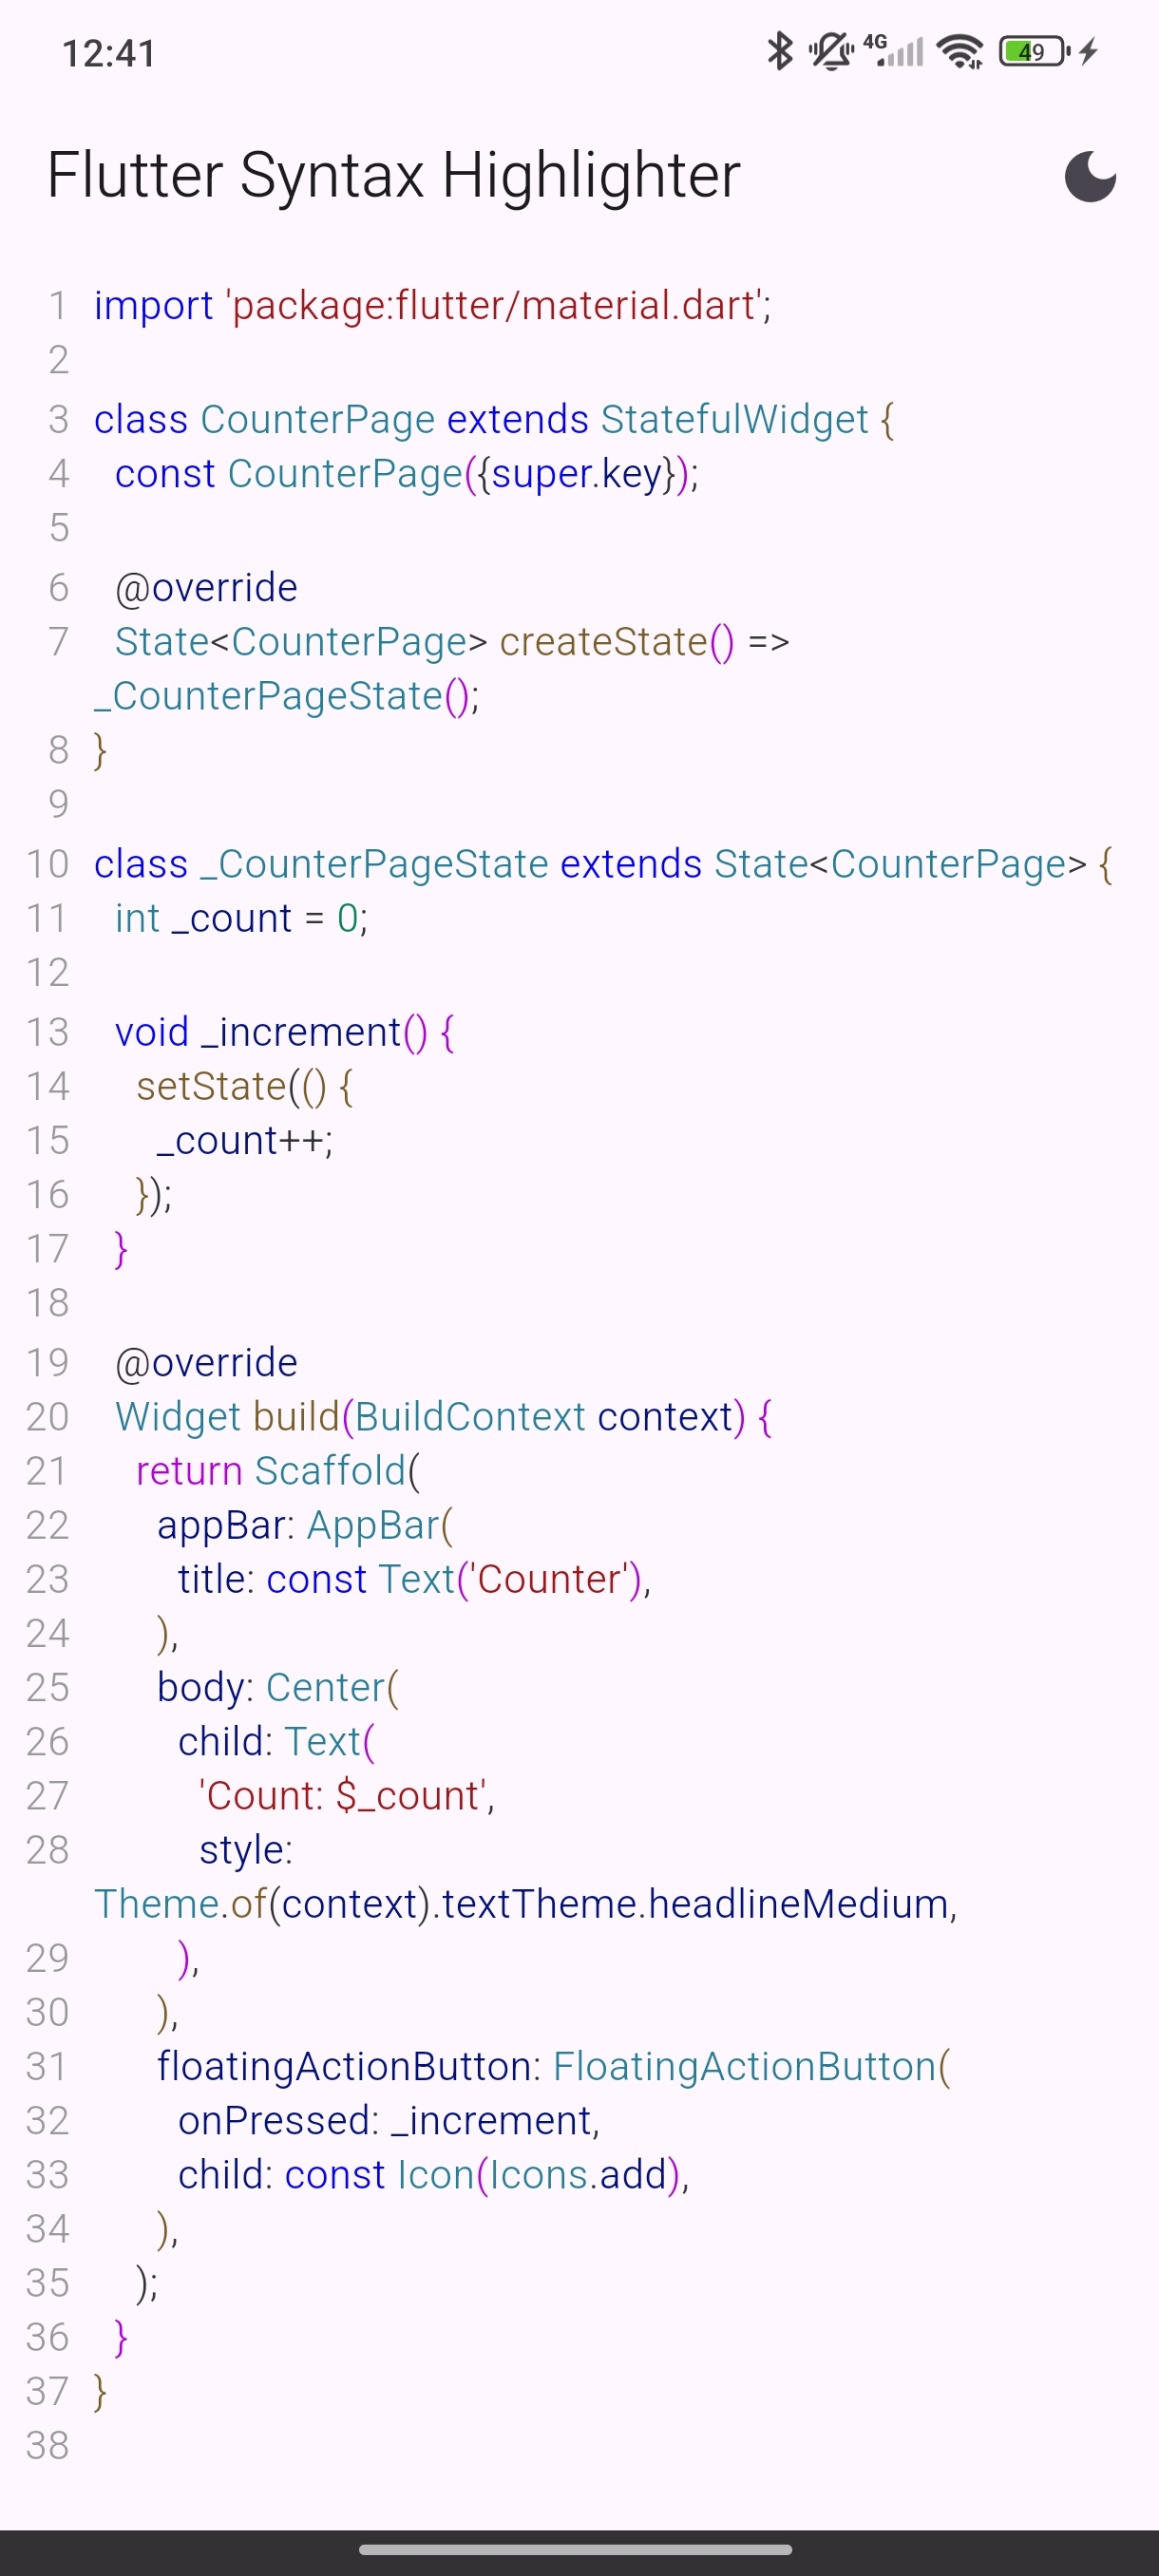 12:41
4G
49
Flutter Syntax Highlighter
1 import 'package:flutter/material.dart';
2
3 class CounterPage extends StatefulWidget {
4   const CounterPage({super.key});
5
6   @override
7   State<CounterPage> createState() =>
_CounterPageState();
8 }
9
10 class _CounterPageState extends State<CounterPage> {
11   int _count = 0;
12
13   void _increment() {
14     setState(() {
15       _count++;
16     });
17   }
18
19   @override
20   Widget build(BuildContext context) {
21     return Scaffold(
22       appBar: AppBar(
23         title: const Text('Counter'),
24       ),
25       body: Center(
26         child: Text(
27           'Count: $_count',
28           style:
Theme.of(context).textTheme.headlineMedium,
29         ),
30       ),
31       floatingActionButton: FloatingActionButton(
32         onPressed: _increment,
33         child: const Icon(Icons.add),
34       ),
35     );
36   }
37 }
38